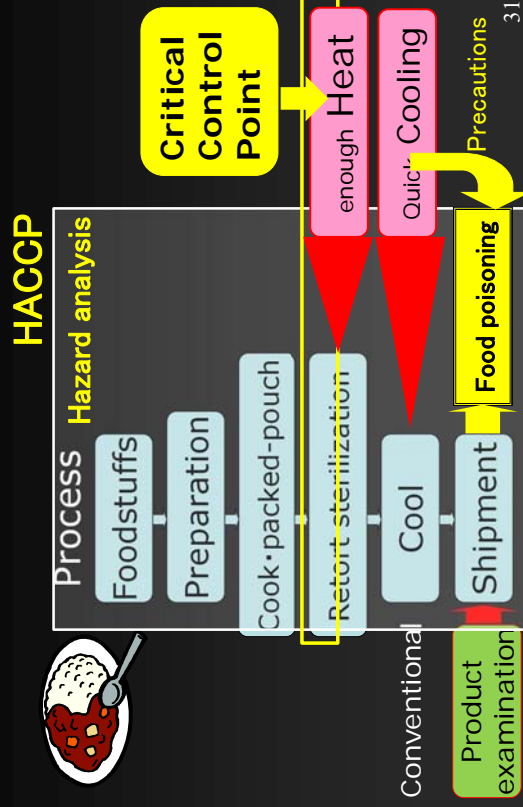 HACCP
Process
Hazard analysis
Foodstuffs
Preparation
Cook・packed-pouch
Retort sterilization
Cool
Shipment
Critical
Control
Point
enough Heat
Quick Cooling
Precautions
Food poisoning
Conventional
Product
examination
31